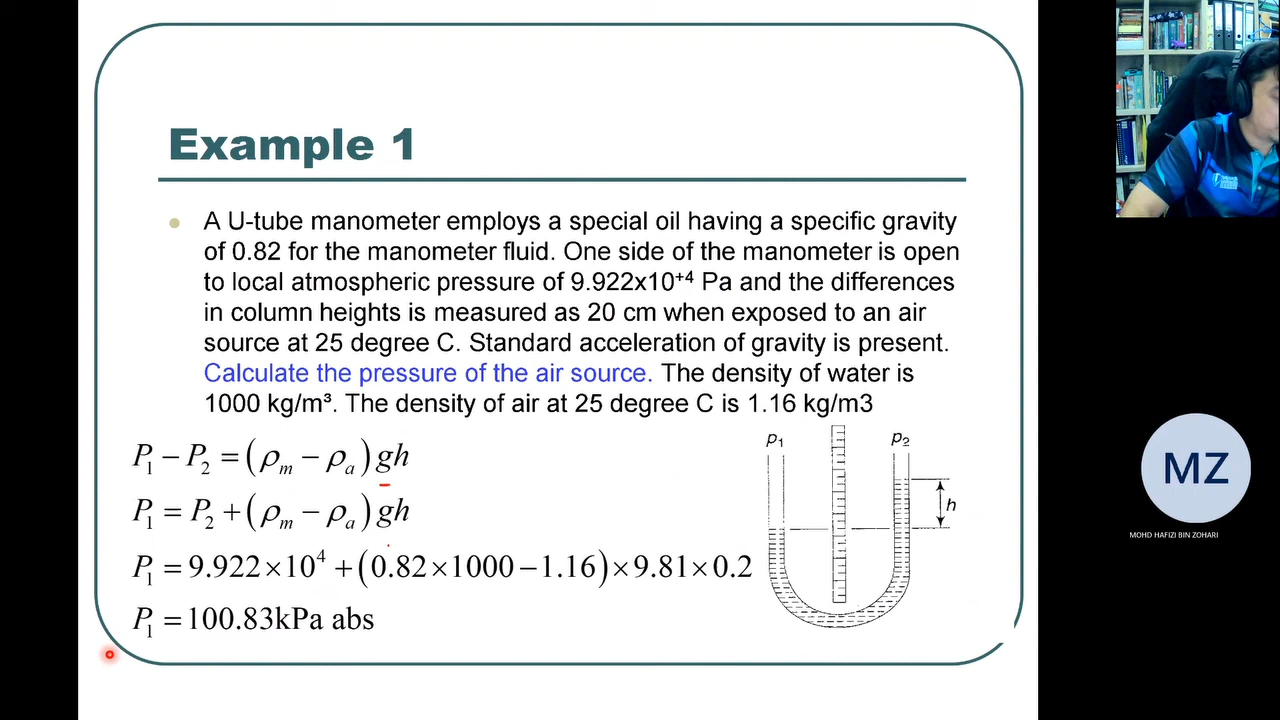 Example 1
A U-tube manometer employs a special oil having a specific gravity
of 0.82 for the manometer fluid. One side of the manometer is open
to local atmospheric pressure of 9.922x10⁺⁴ Pa and the differences
in column heights is measured as 20 cm when exposed to an air
source at 25 degree C. Standard acceleration of gravity is present.
Calculate the pressure of the air source. The density of water is
1000 kg/m³. The density of air at 25 degree C is 1.16 kg/m3
P₁ − P₂ = (ρₘ − ρₐ) gh
P₁ = P₂ + (ρₘ − ρₐ) gh
P₁ = 9.922 × 10⁴ + (0.82 × 1000 − 1.16) × 9.81 × 0.2
P₁ = 100.83kPa abs
p₁
p₂
h
MZ
MOHD HAFIZI BIN ZOHARI